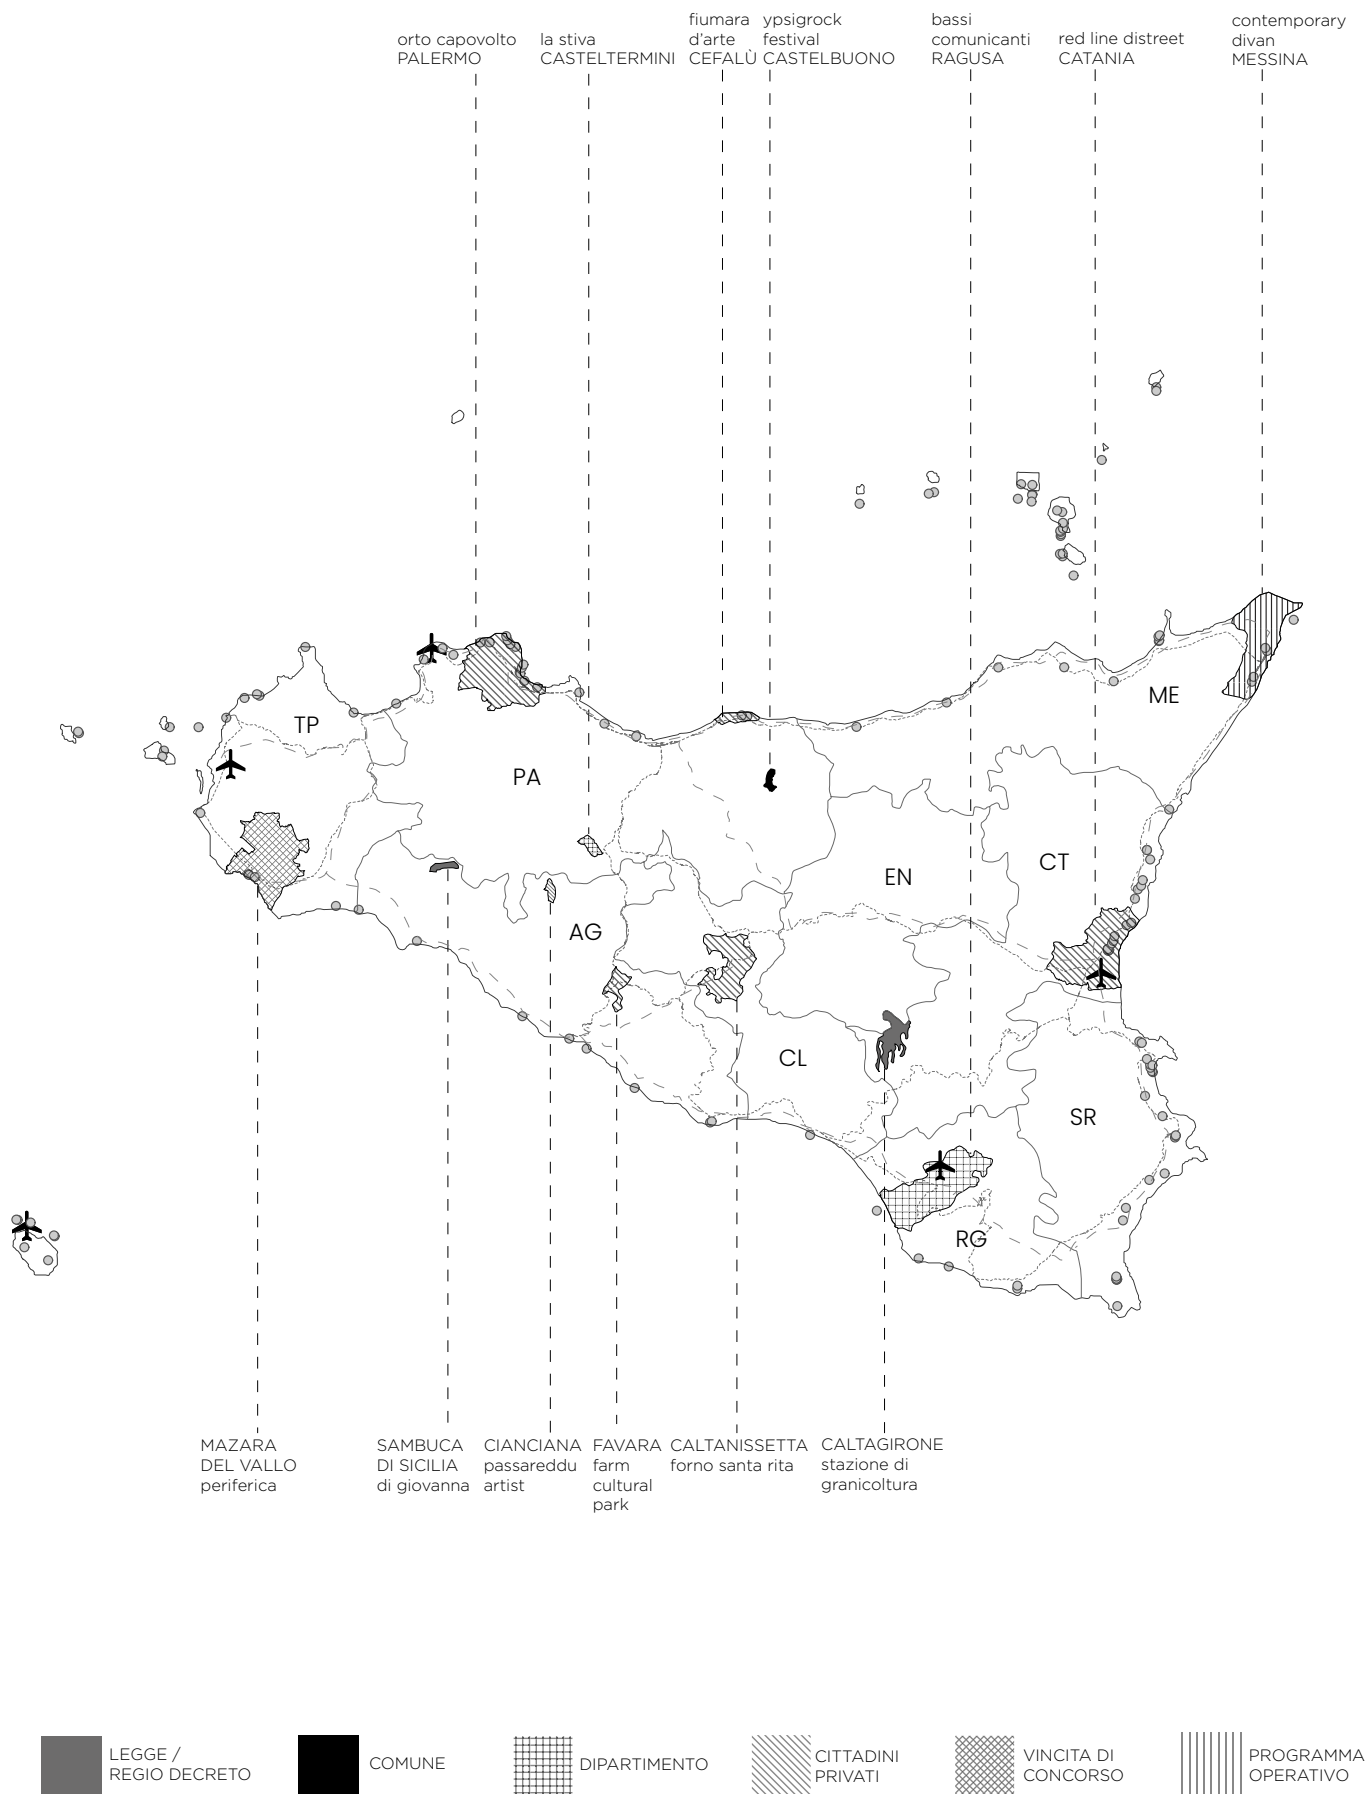 orto capovolto
PALERMO
la stiva
CASTELTERMINI
fiumara
d'arte
CEFALÙ
ypsigrock
festival
CASTELBUONO
bassi
comunicanti
RAGUSA
red line distreet
CATANIA
contemporary
divan
MESSINA
TP
PA
ME
EN
CT
AG
CL
SR
RG
MAZARA
DEL VALLO
periferica
SAMBUCA
DI SICILIA
di giovanna
CIANCIANA
passareddu
artist
FAVARA
farm
cultural
park
CALTANISSETTA
forno santa rita
CALTAGIRONE
stazione di
granicoltura
LEGGE /
REGIO DECRETO
COMUNE
DIPARTIMENTO
CITTADINI
PRIVATI
VINCITA DI
CONCORSO
PROGRAMMA
OPERATIVO